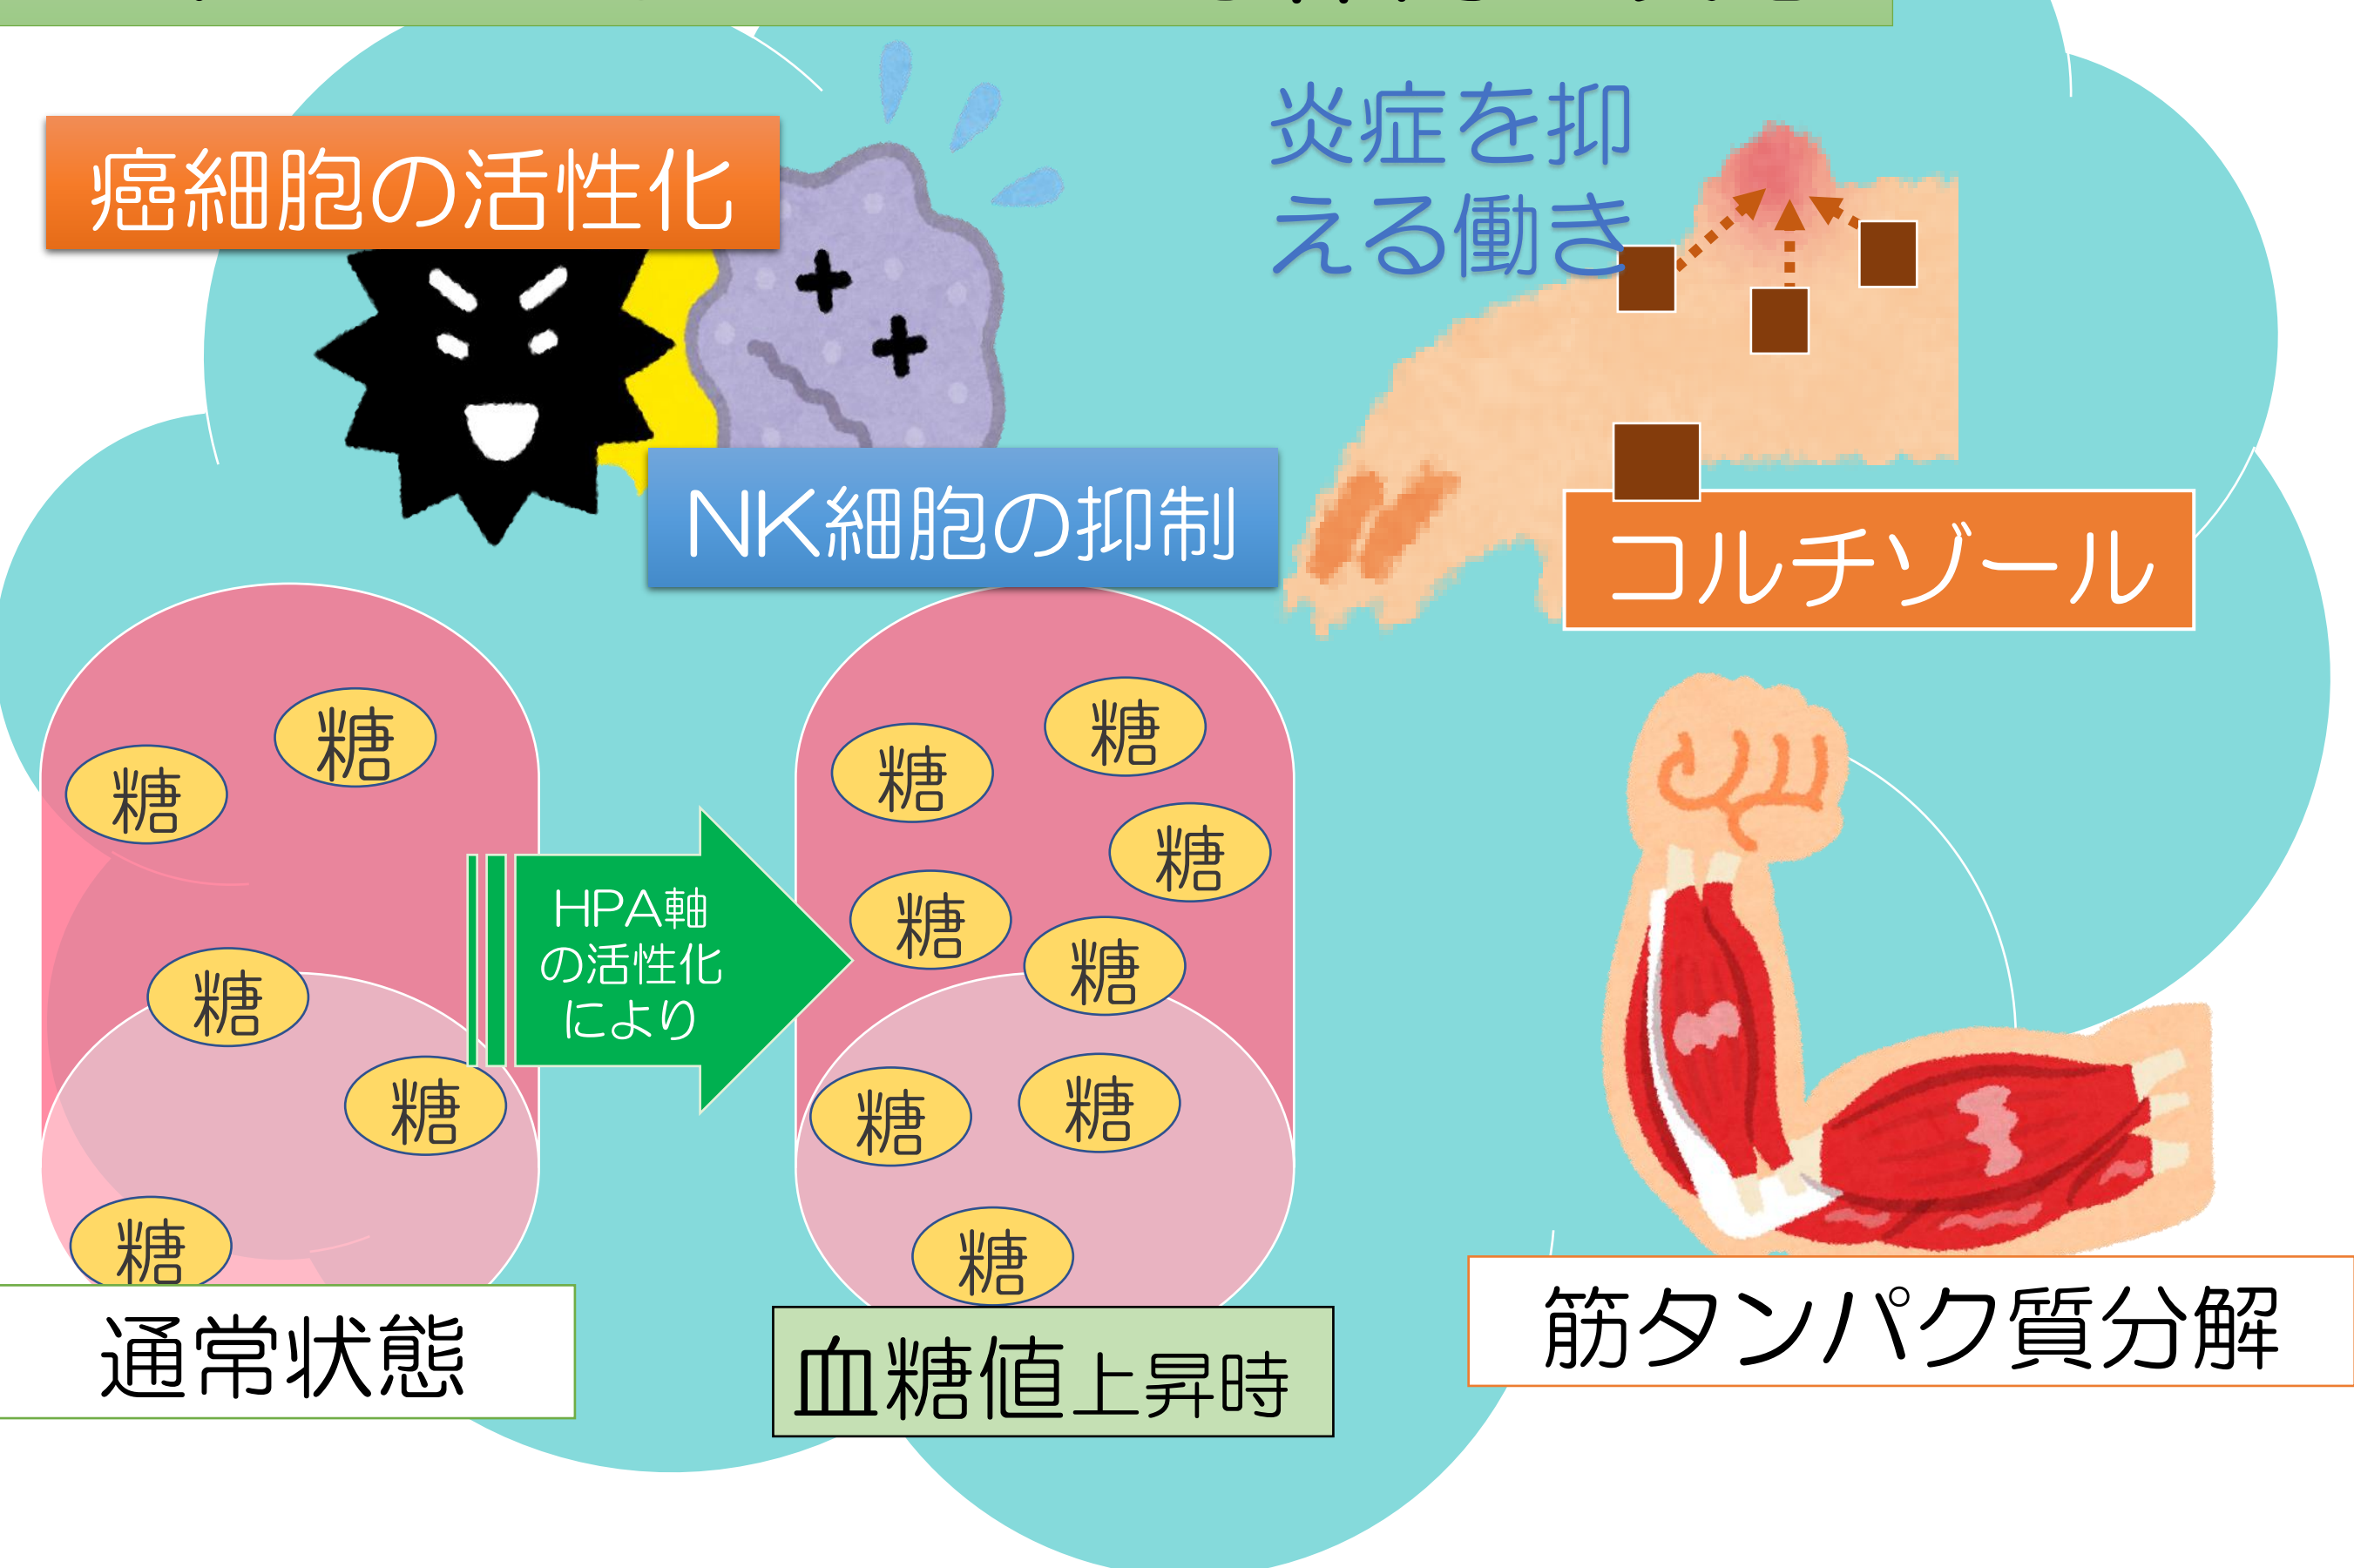 癌細胞の活性化
炎症を抑
える働き
NK細胞の抑制
コルチゾール
糖
糖
糖
糖
糖
HPA軸
の活性化
により
糖
糖
糖
糖
糖
糖
糖
糖
通常状態
血糖値上昇時
筋タンパク質分解